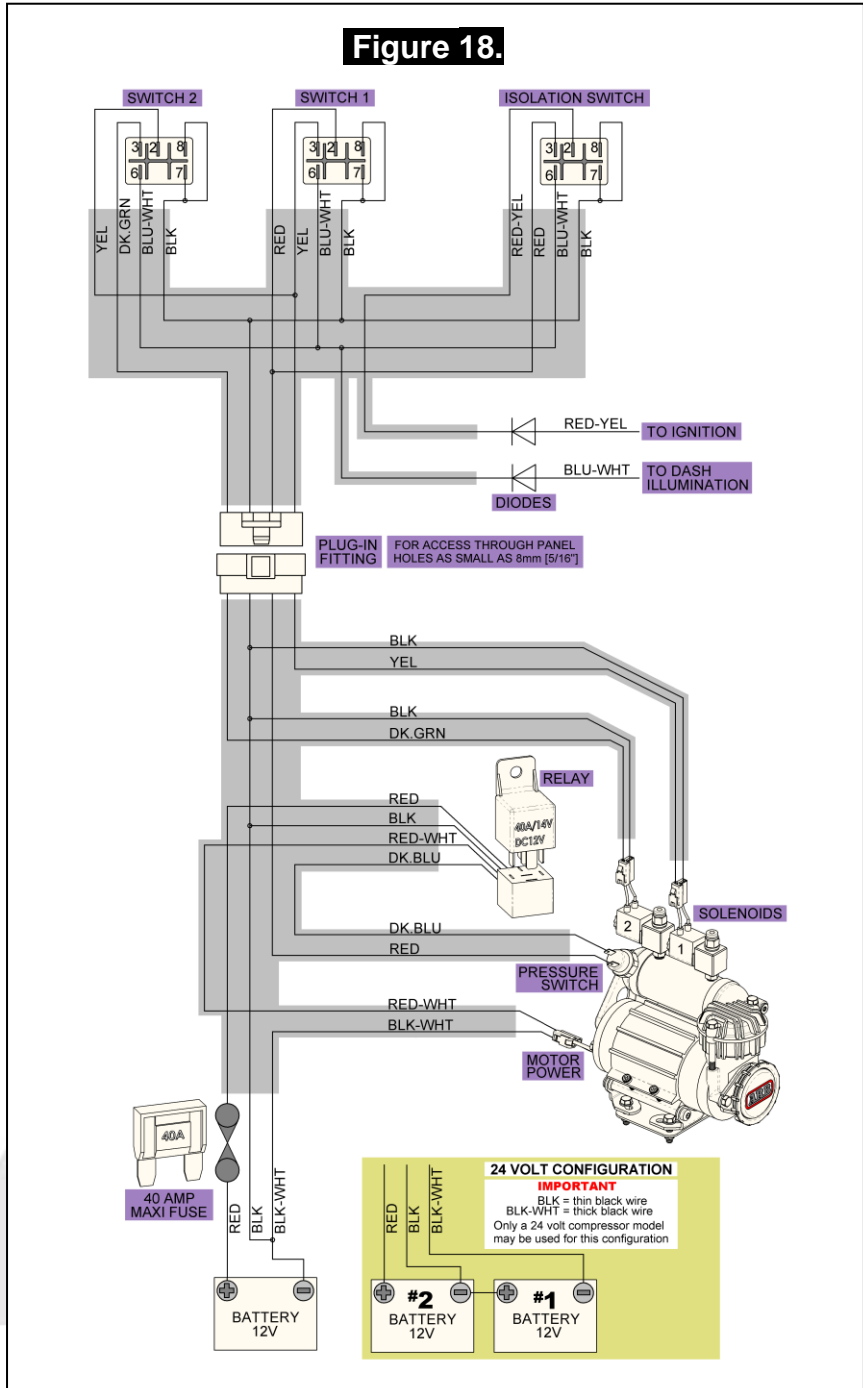 Figure 18.
SWITCH 2
SWITCH 1
ISOLATION SWITCH
3 2 8
6 7
3 2 8
6 7
3 2 8
6 7
YEL
DK.GRN
BLU-WHT
BLK
RED
YEL
BLU-WHT
BLK
RED-YEL
RED
BLU-WHT
BLK
RED-YEL
TO IGNITION
BLU-WHT
TO DASH
ILLUMINATION
DIODES
PLUG-IN
FITTING
FOR ACCESS THROUGH PANEL
HOLES AS SMALL AS 8mm [5/16"]
BLK
YEL
BLK
DK.GRN
RELAY
40A/14V
DC12V
RED
BLK
RED-WHT
DK.BLU
SOLENOIDS
2
1
DK.BLU
RED
PRESSURE
SWITCH
RED-WHT
BLK-WHT
MOTOR
POWER
40A
40 AMP
MAXI FUSE
RED
BLK
BLK-WHT
BATTERY
12V
24 VOLT CONFIGURATION
IMPORTANT
BLK = thin black wire
BLK-WHT = thick black wire
Only a 24 volt compressor model
may be used for this configuration
RED
BLK
BLK-WHT
#2
BATTERY
12V
#1
BATTERY
12V